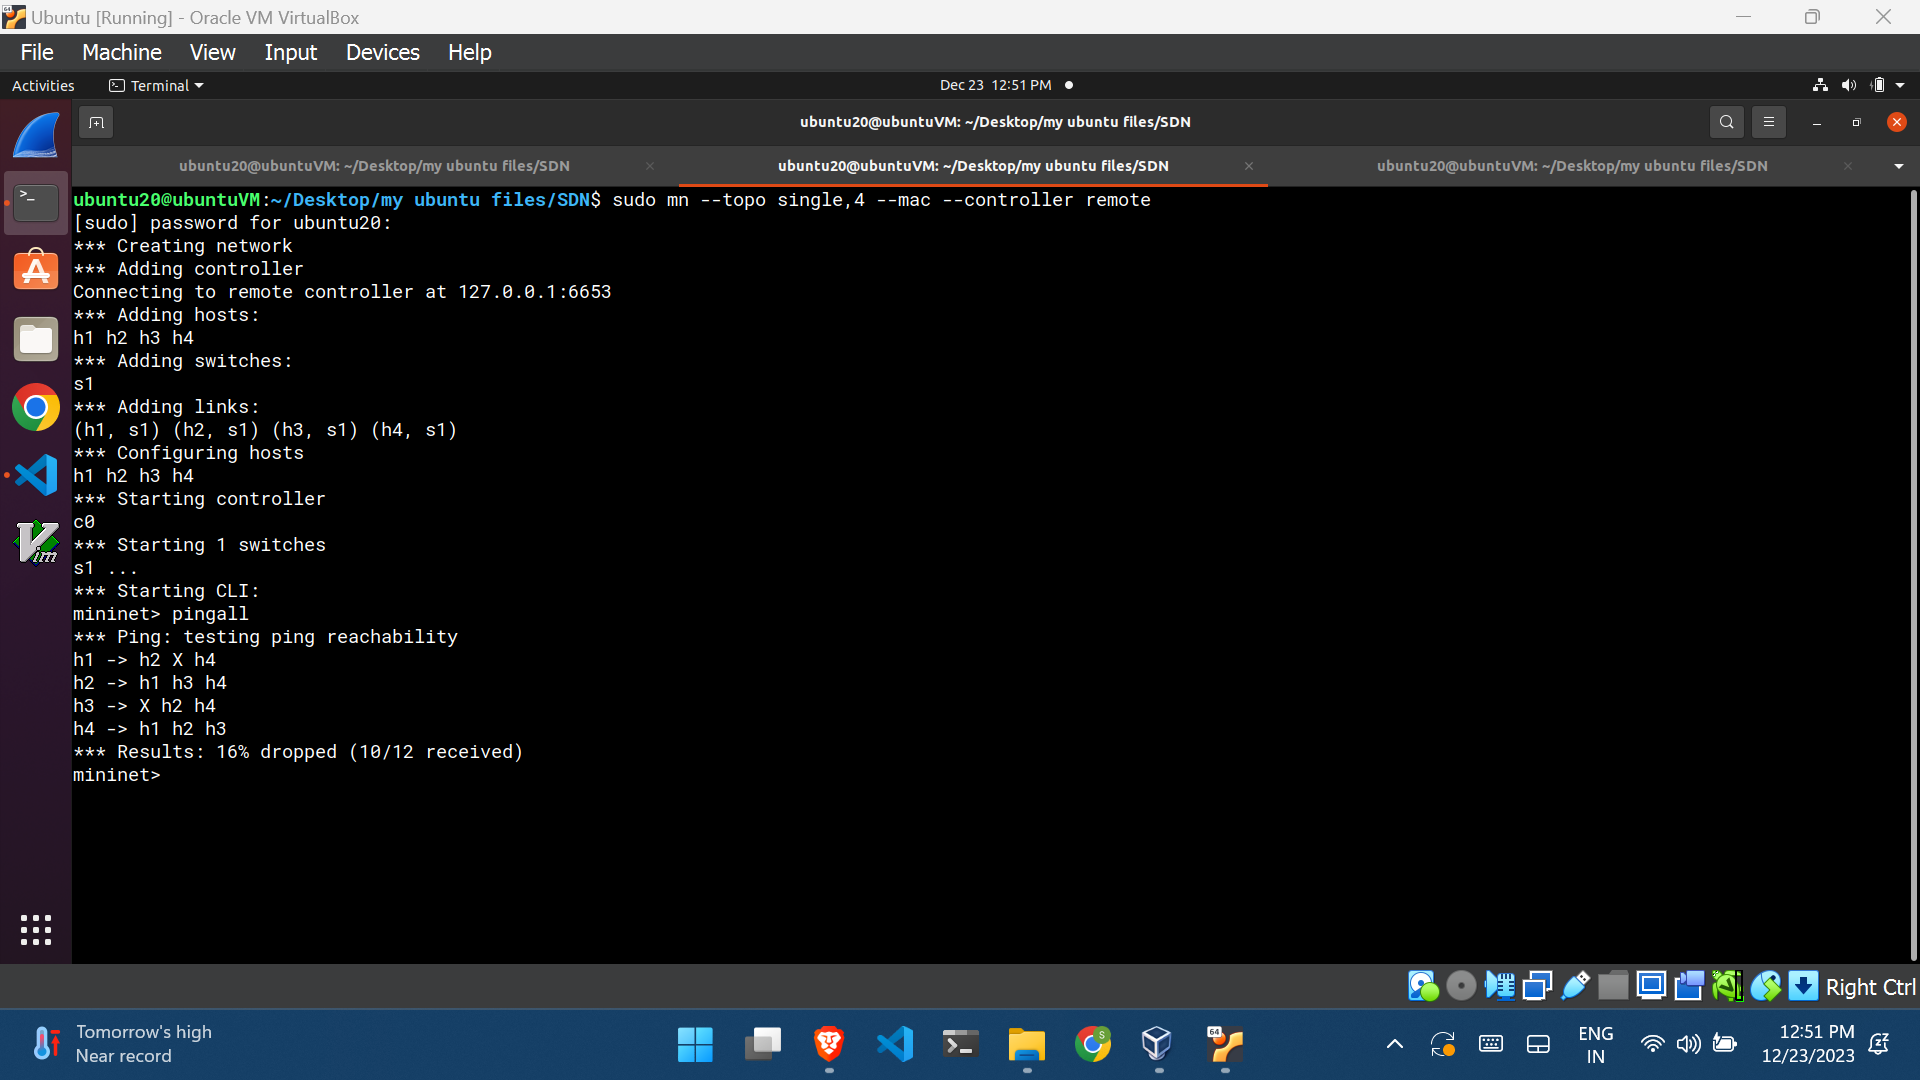 Ubuntu [Running] - Oracle VM VirtualBox
File Machine View Input Devices Help
Activities Terminal Dec 23 12:51 PM
ubuntu20@ubuntuVM: ~/Desktop/my ubuntu files/SDN
ubuntu20@ubuntuVM: ~/Desktop/my ubuntu files/SDN × ubuntu20@ubuntuVM: ~/Desktop/my ubuntu files/SDN × ubuntu20@ubuntuVM: ~/Desktop/my ubuntu files/SDN ×
ubuntu20@ubuntuVM:~/Desktop/my ubuntu files/SDN$ sudo mn --topo single,4 --mac --controller remote
[sudo] password for ubuntu20:
*** Creating network
*** Adding controller
Connecting to remote controller at 127.0.0.1:6653
*** Adding hosts:
h1 h2 h3 h4
*** Adding switches:
s1
*** Adding links:
(h1, s1) (h2, s1) (h3, s1) (h4, s1)
*** Configuring hosts
h1 h2 h3 h4
*** Starting controller
c0
*** Starting 1 switches
s1 ...
*** Starting CLI:
mininet> pingall
*** Ping: testing ping reachability
h1 -> h2 X h4
h2 -> h1 h3 h4
h3 -> X h2 h4
h4 -> h1 h2 h3
*** Results: 16% dropped (10/12 received)
mininet>
Right Ctrl
Tomorrow's high
Near record
ENG
IN
12:51 PM
12/23/2023